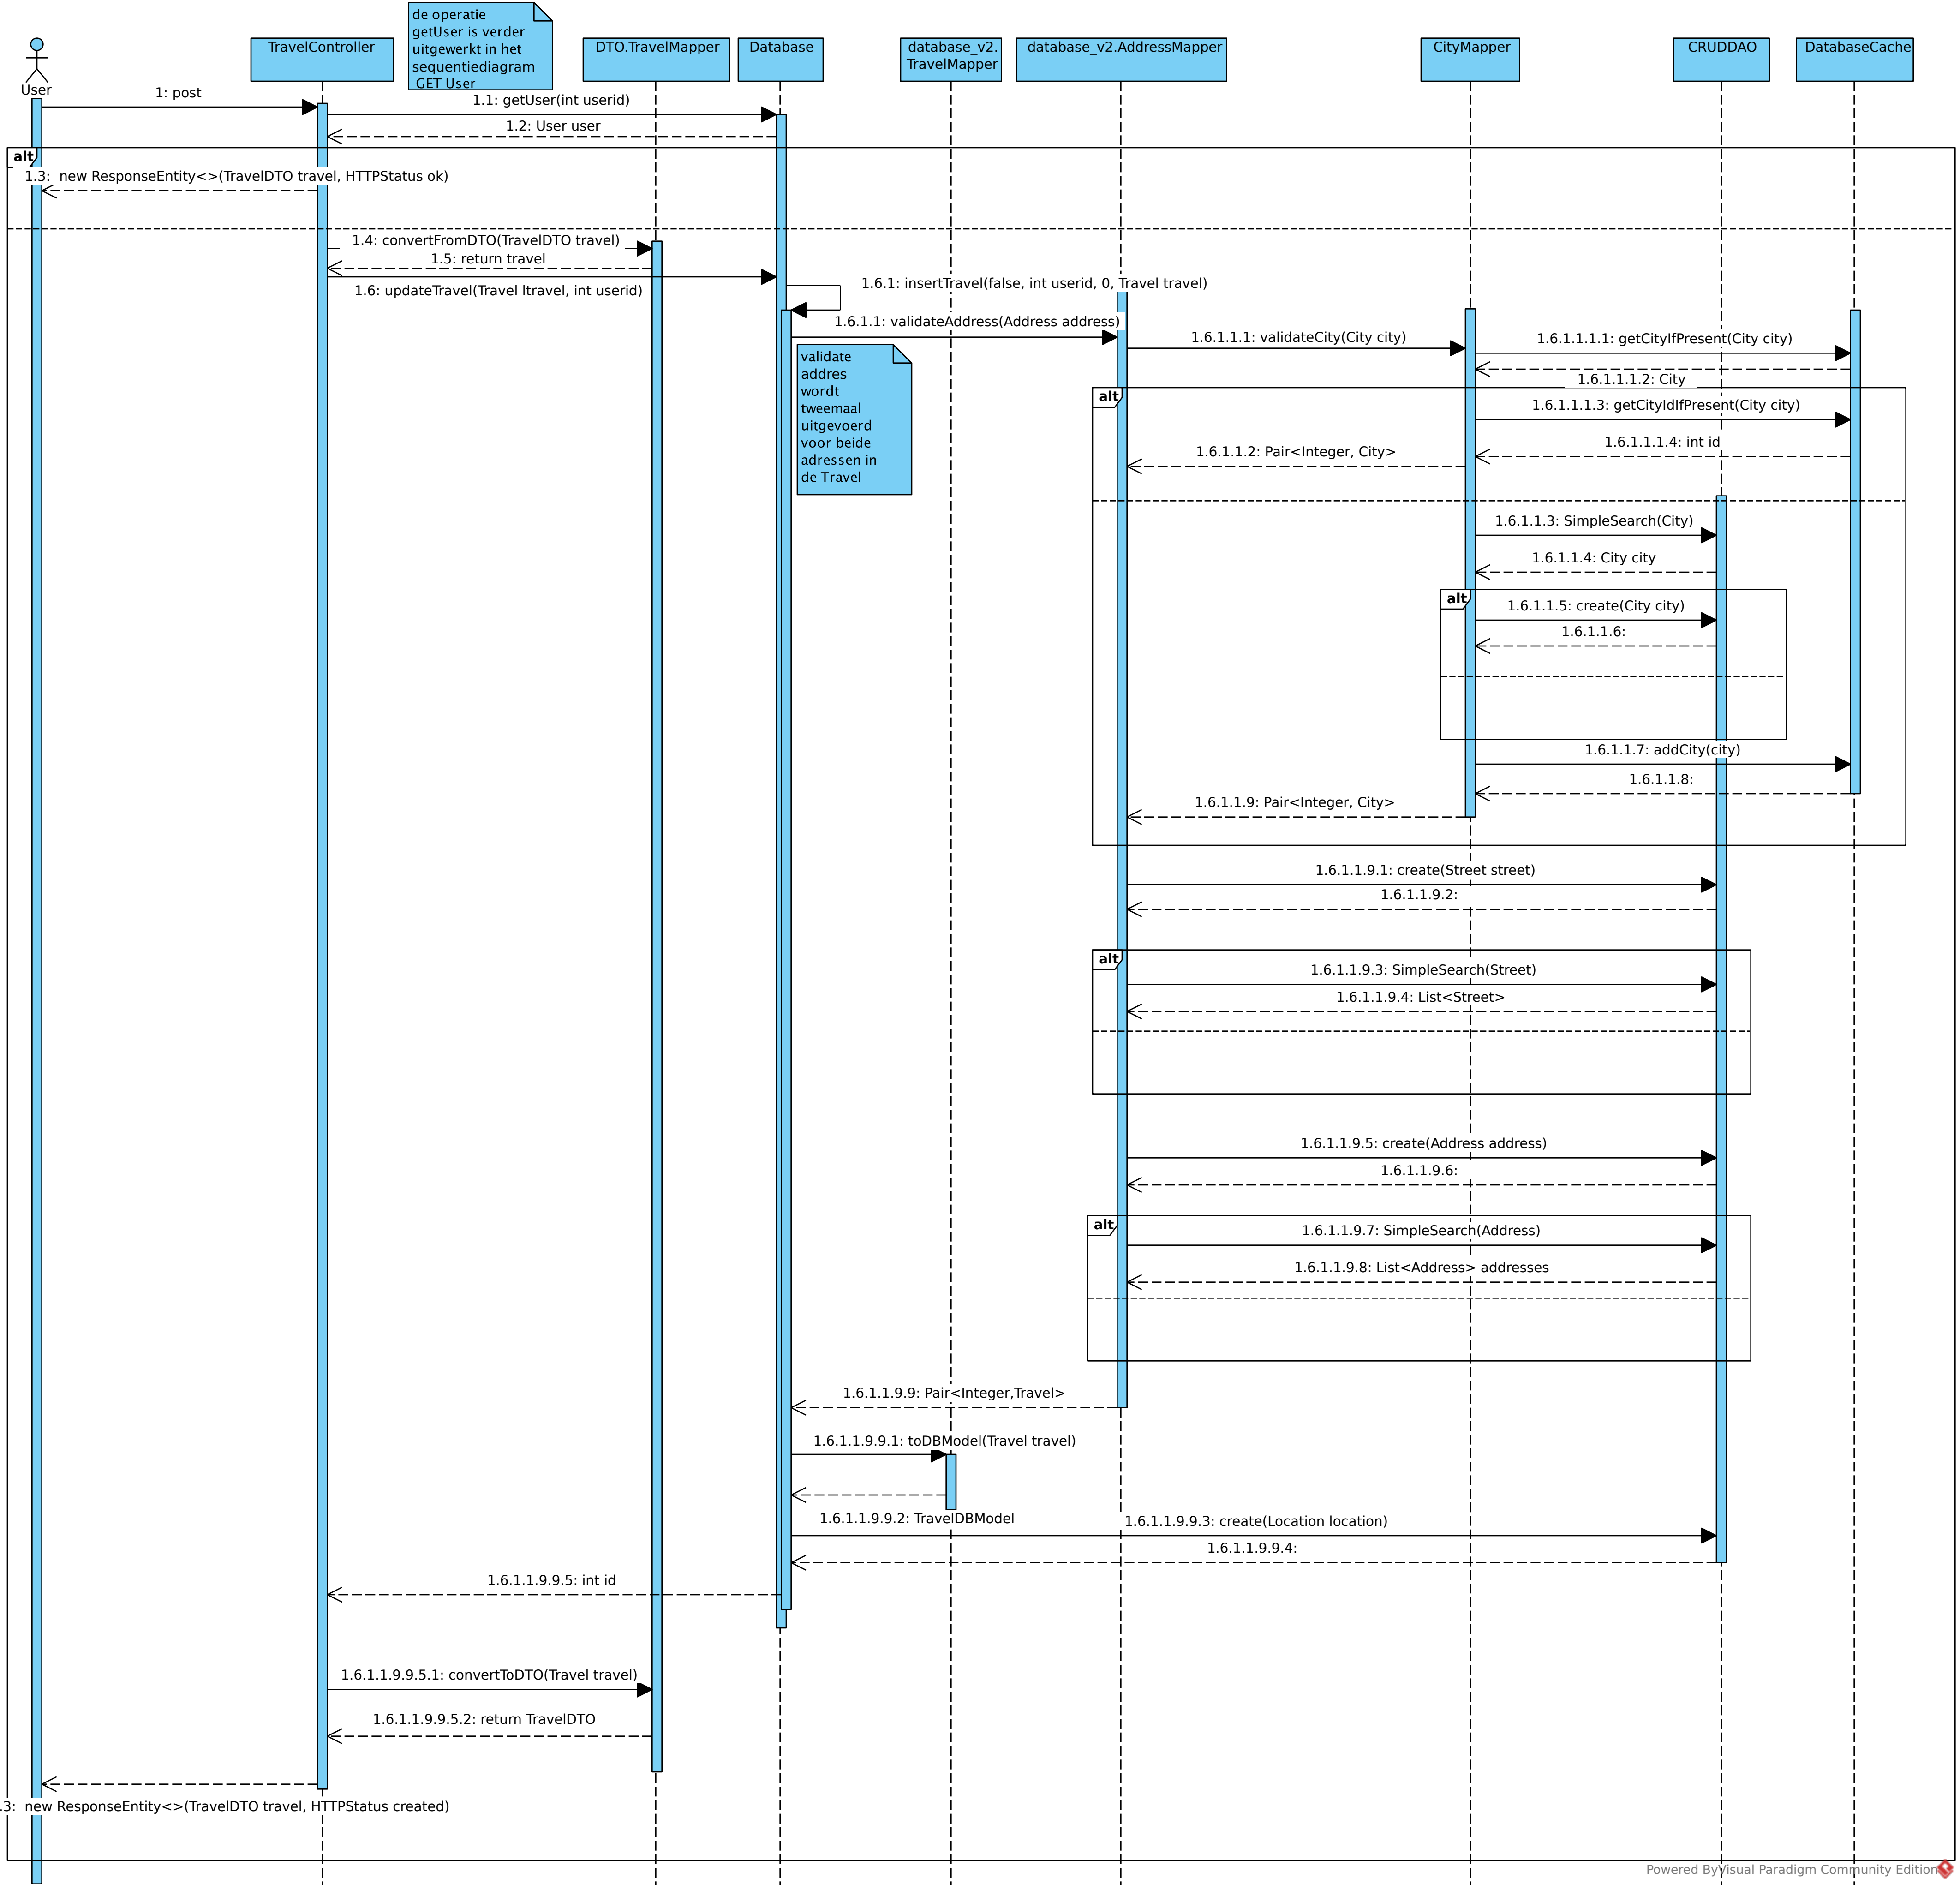 de operatie
getUser is verder
uitgewerkt in het
sequentiediagram
GET User
User
TravelController
DTO.TravelMapper
Database
database_v2.
TravelMapper
database_v2.AddressMapper
CityMapper
CRUDDAO
DatabaseCache
1: post
1.1: getUser(int userid)
1.2: User user
alt
1.3:  new ResponseEntity<>(TravelDTO travel, HTTPStatus ok)
1.4: convertFromDTO(TravelDTO travel)
1.5: return travel
1.6: updateTravel(Travel ltravel, int userid)
1.6.1: insertTravel(false, int userid, 0, Travel travel)
1.6.1.1: validateAddress(Address address)
validate
addres
wordt
tweemaal
uitgevoerd
voor beide
adressen in
de Travel
1.6.1.1.1: validateCity(City city)
1.6.1.1.1.1: getCityIfPresent(City city)
1.6.1.1.1.2: City
alt
1.6.1.1.1.3: getCityIdIfPresent(City city)
1.6.1.1.1.4: int id
1.6.1.1.2: Pair<Integer, City>
1.6.1.1.3: SimpleSearch(City)
1.6.1.1.4: City city
alt
1.6.1.1.5: create(City city)
1.6.1.1.6:
1.6.1.1.7: addCity(city)
1.6.1.1.8:
1.6.1.1.9: Pair<Integer, City>
1.6.1.1.9.1: create(Street street)
1.6.1.1.9.2:
alt
1.6.1.1.9.3: SimpleSearch(Street)
1.6.1.1.9.4: List<Street>
1.6.1.1.9.5: create(Address address)
1.6.1.1.9.6:
alt
1.6.1.1.9.7: SimpleSearch(Address)
1.6.1.1.9.8: List<Address> addresses
1.6.1.1.9.9: Pair<Integer,Travel>
1.6.1.1.9.9.1: toDBModel(Travel travel)
1.6.1.1.9.9.2: TravelDBModel
1.6.1.1.9.9.3: create(Location location)
1.6.1.1.9.9.4:
1.6.1.1.9.9.5: int id
1.6.1.1.9.9.5.1: convertToDTO(Travel travel)
1.6.1.1.9.9.5.2: return TravelDTO
.3:  new ResponseEntity<>(TravelDTO travel, HTTPStatus created)
Powered ByVisual Paradigm Community Edition